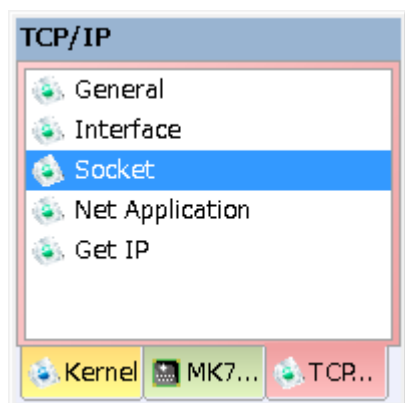 TCP/IP
General
Interface
Socket
Net Application
Get IP
Kernel MK7... TCP...